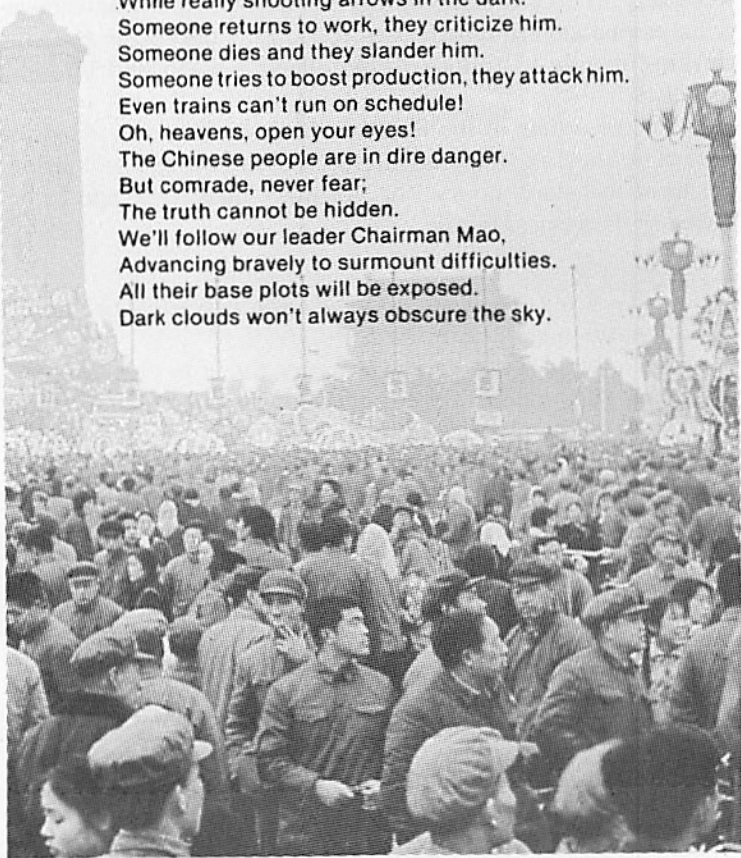 While really shooting arrows in the dark.
Someone returns to work, they criticize him.
Someone dies and they slander him.
Someone tries to boost production, they attack him.
Even trains can't run on schedule!
Oh, heavens, open your eyes!
The Chinese people are in dire danger.
But comrade, never fear;
The truth cannot be hidden.
We'll follow our leader Chairman Mao,
Advancing bravely to surmount difficulties.
All their base plots will be exposed.
Dark clouds won't always obscure the sky.